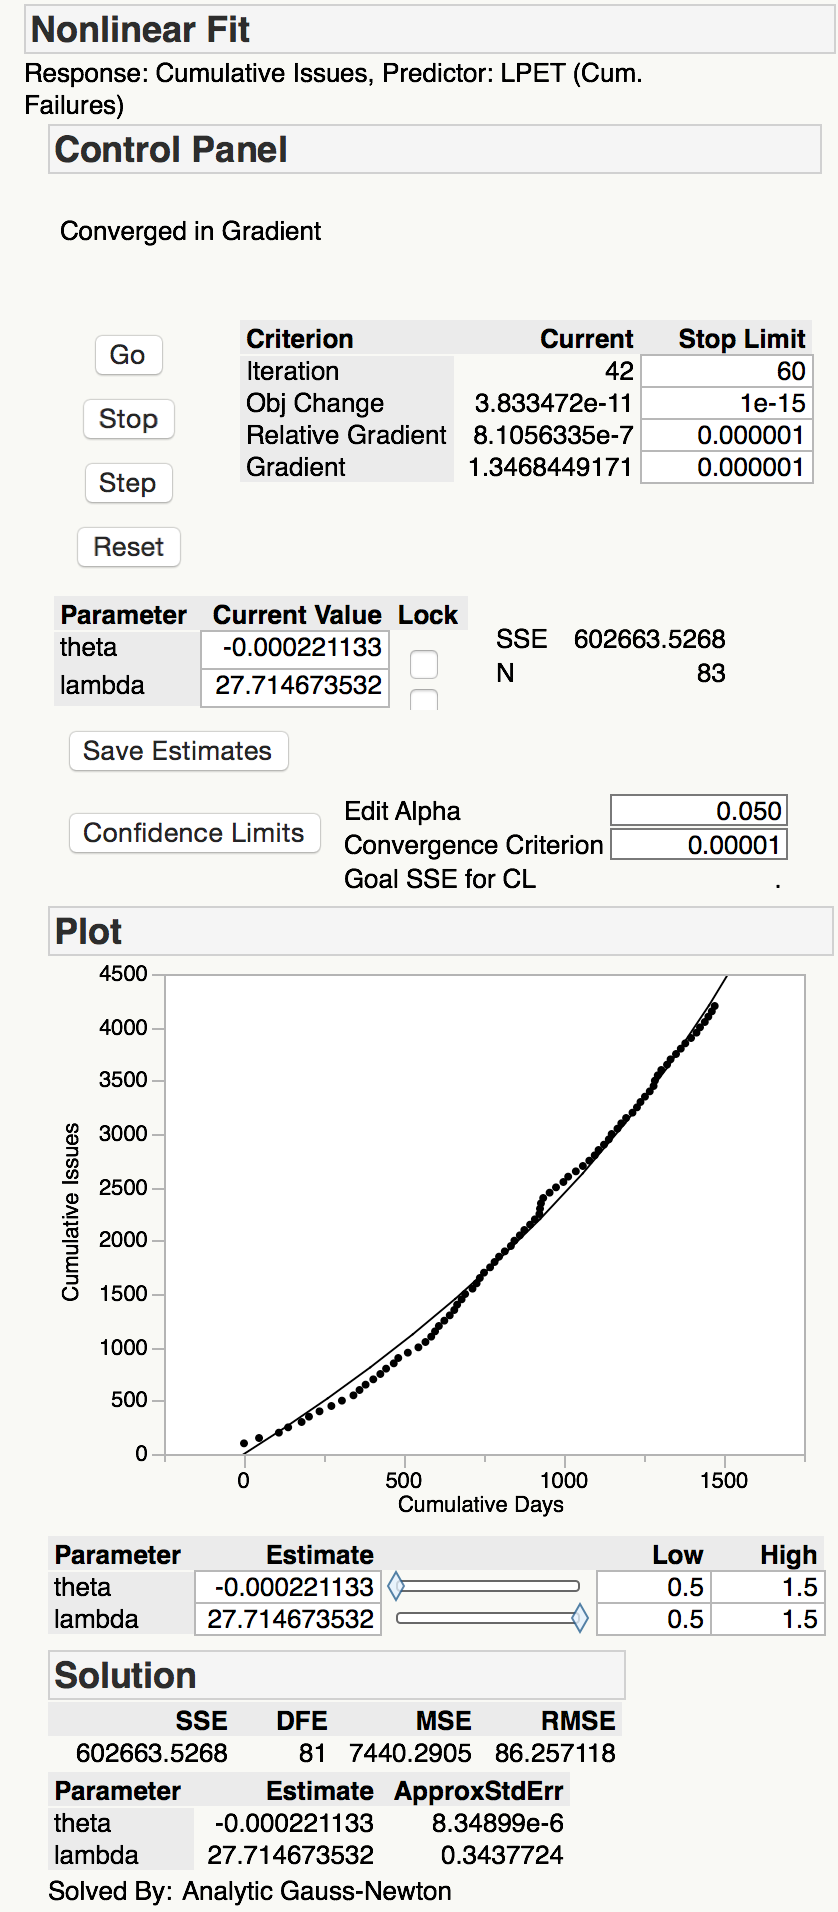 Nonlinear Fit
Response: Cumulative Issues, Predictor: LPET (Cum.
Failures)
Control Panel
Converged in Gradient
Go
Stop
Step
Reset
Criterion Current Stop Limit
Iteration 42 60
Obj Change 3.833472e-11 1e-15
Relative Gradient 8.1056335e-7 0.000001
Gradient 1.3468449171 0.000001
Parameter Current Value Lock
theta -0.000221133
lambda 27.714673532
SSE 602663.5268
N 83
Save Estimates
Confidence Limits
Edit Alpha 0.050
Convergence Criterion 0.00001
Goal SSE for CL .
Plot
4500
4000
3500
3000
2500
2000
1500
1000
500
0
Cumulative Issues
0 500 1000 1500
Cumulative Days
Parameter Estimate Low High
theta -0.000221133 0.5 1.5
lambda 27.714673532 0.5 1.5
Solution
SSE DFE MSE RMSE
602663.5268 81 7440.2905 86.257118
Parameter Estimate ApproxStdErr
theta -0.000221133 8.34899e-6
lambda 27.714673532 0.3437724
Solved By: Analytic Gauss-Newton